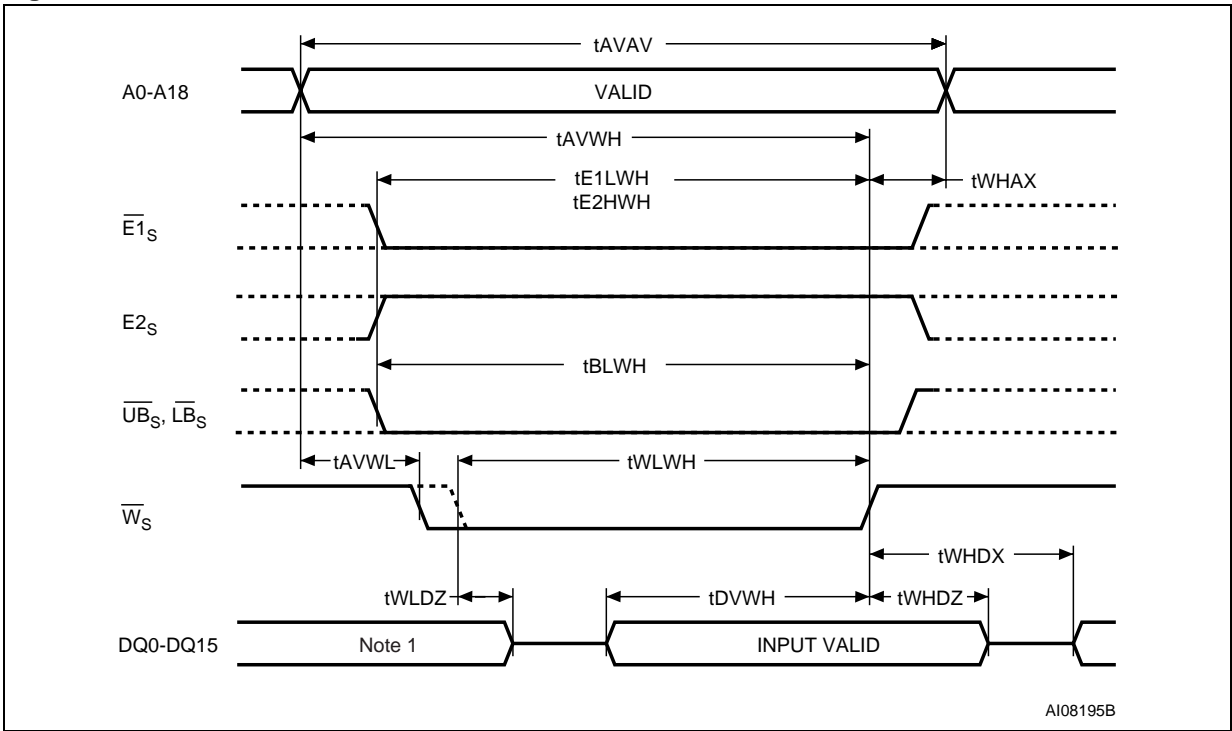 tAVAV
A0-A18
VALID
tAVWH
tE1LWH
tE2HWH
tWHAX
E1S
E2S
tBLWH
UBS, LBS
tAVWL
tWLWH
WS
tWHDX
tWLDZ
tDVWH
tWHDZ
DQ0-DQ15
Note 1
INPUT VALID
AI08195B